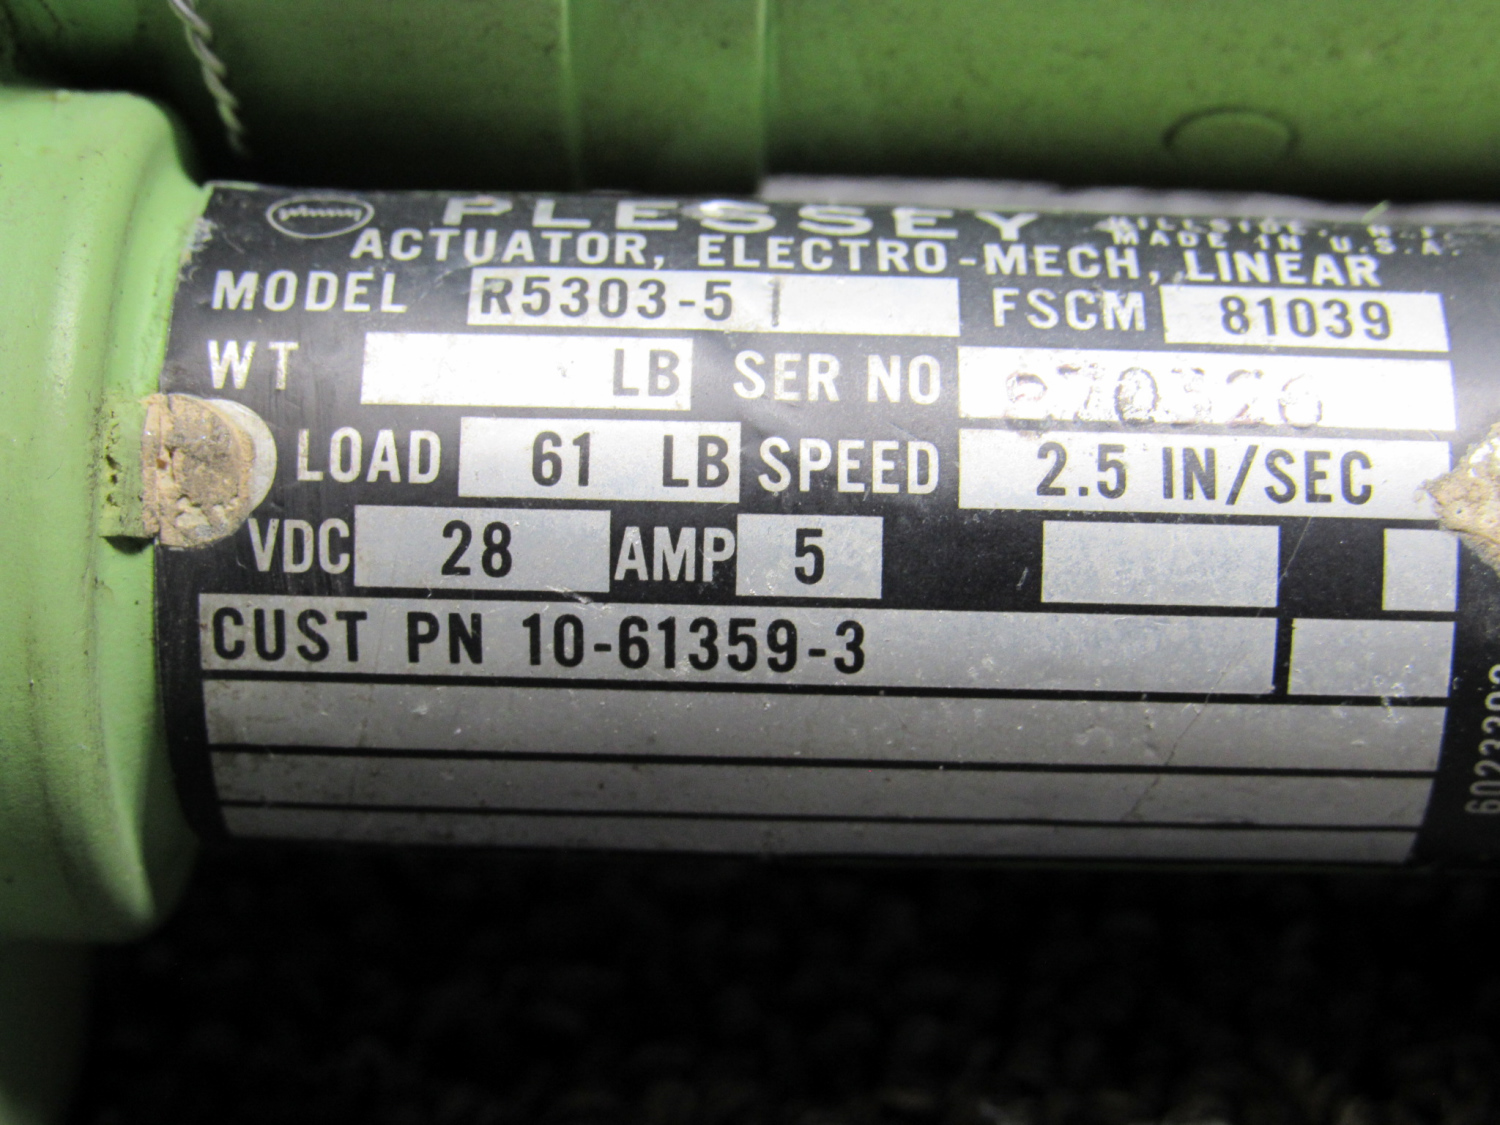 PLESSEY HILLSIDE, N.J.
MADE IN U.S.A.
ACTUATOR, ELECTRO-MECH, LINEAR
MODEL R5303-5 | FSCM 81039
WT LB SER NO
LOAD 61 LB SPEED 2.5 IN/SEC
VDC 28 AMP 5
CUST PN 10-61359-3